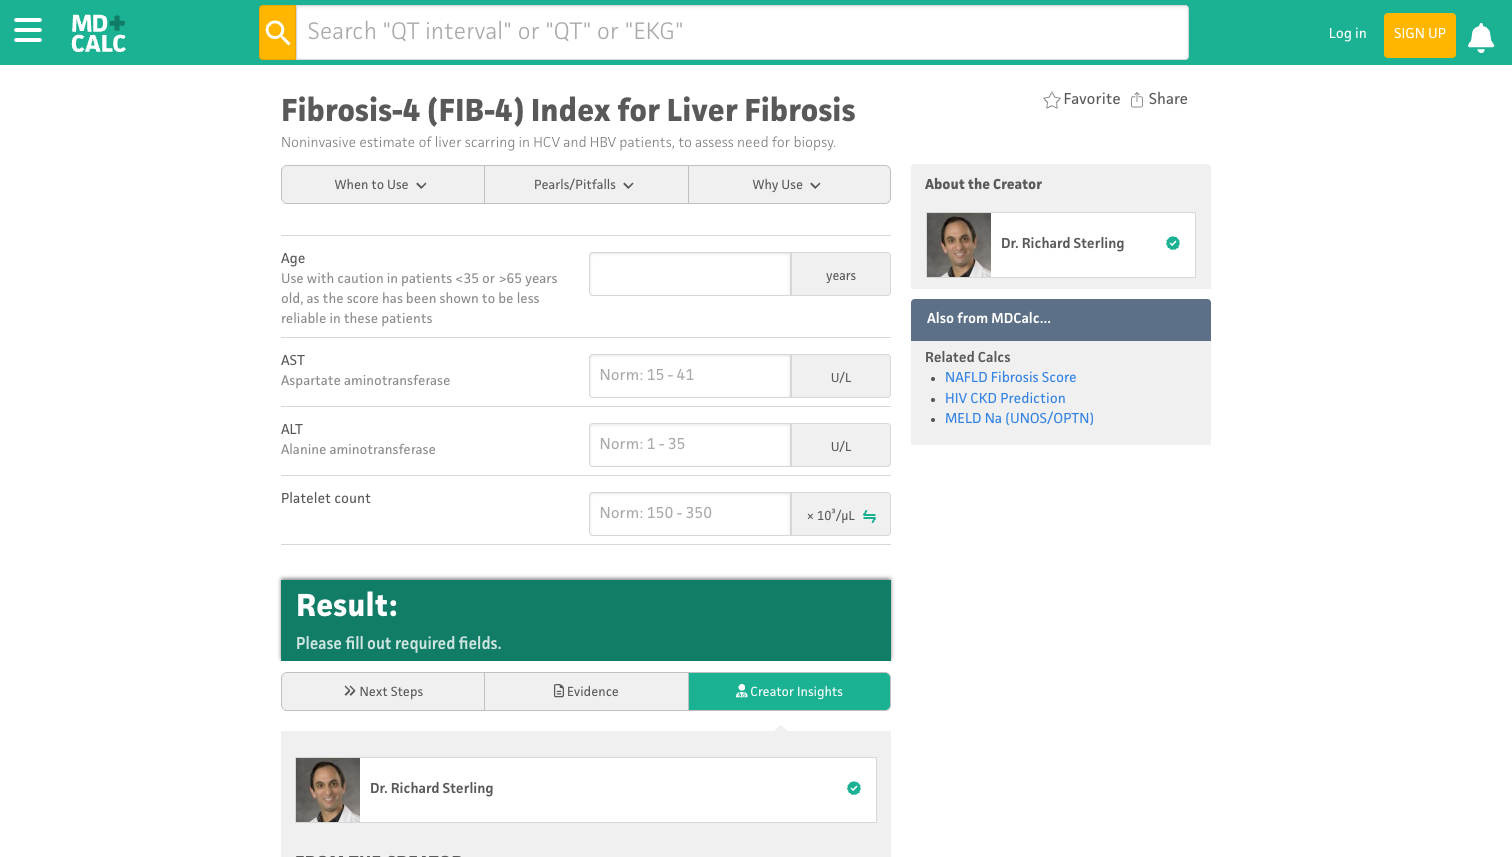 MD+
CALC
Search "QT interval" or "QT" or "EKG"
Log in
SIGN UP
Fibrosis-4 (FIB-4) Index for Liver Fibrosis
Favorite
Share
Noninvasive estimate of liver scarring in HCV and HBV patients, to assess need for biopsy.
When to Use
Pearls/Pitfalls
Why Use
Age
Use with caution in patients <35 or >65 years
old, as the score has been shown to be less
reliable in these patients
years
AST
Aspartate aminotransferase
Norm: 15 - 41
U/L
ALT
Alanine aminotransferase
Norm: 1 - 35
U/L
Platelet count
Norm: 150 - 350
× 10³/µL
Result:
Please fill out required fields.
Next Steps
Evidence
Creator Insights
Dr. Richard Sterling
FROM THE CREATOR
About the Creator
Dr. Richard Sterling
Also from MDCalc...
Related Calcs
• NAFLD Fibrosis Score
• HIV CKD Prediction
• MELD Na (UNOS/OPTN)